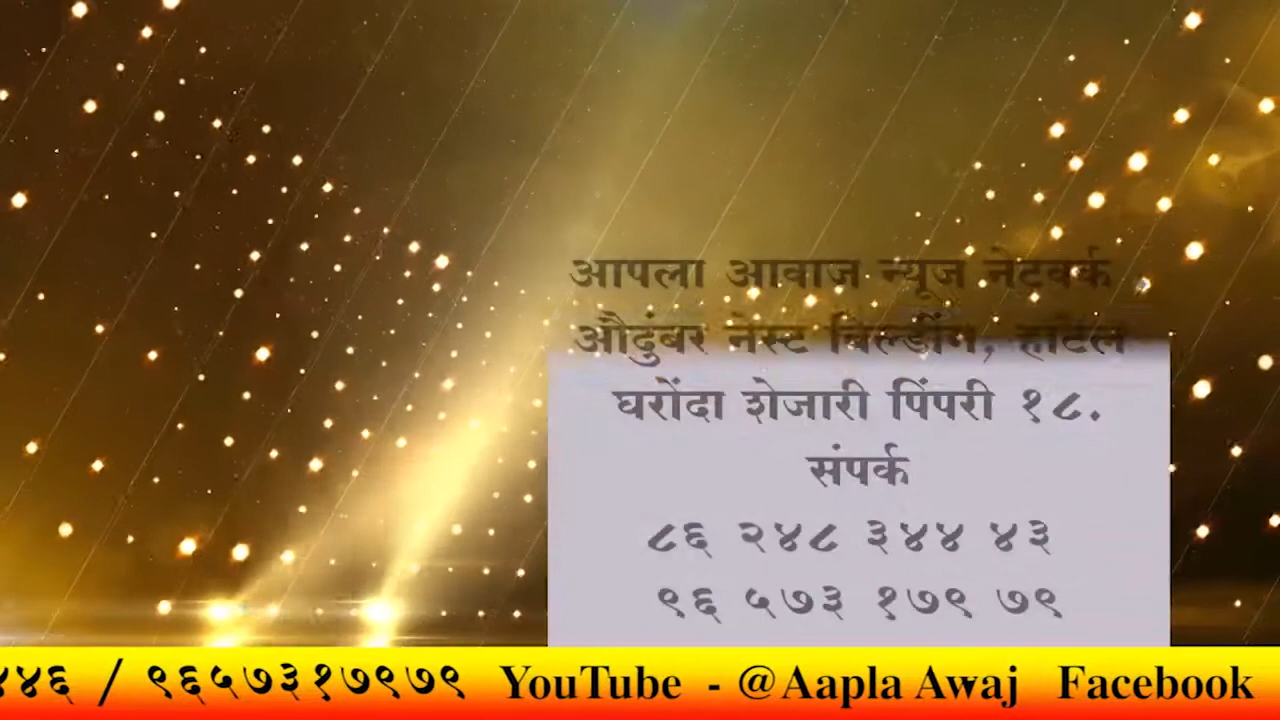 आपला आवाज न्यूज नेटवर्क
औदुंबर नेस्ट बिल्डींग, हॉटेल
घरोंदा शेजारी पिंपरी १८.
संपर्क
८६ २४८ ३४४ ४३
९६ ५७३ १७९ ७९
४४६ / ९६५७३१७९७९ YouTube - @Aapla Awaj Facebook